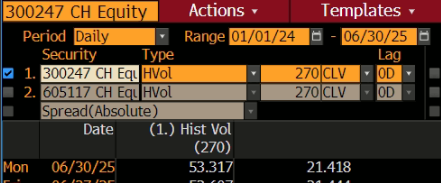 300247 CH Equity Actions Templates
Period Daily Range 01/01/24 - 06/30/25
Security Type Lag
1. 300247 CH Equ HVol 270 CLV 0D
2. 605117 CH Equ HVol 270 CLV 0D
Spread(Absolute)
Date (1.) Hist Vol
(270)
Mon 06/30/25 53.317 21.418